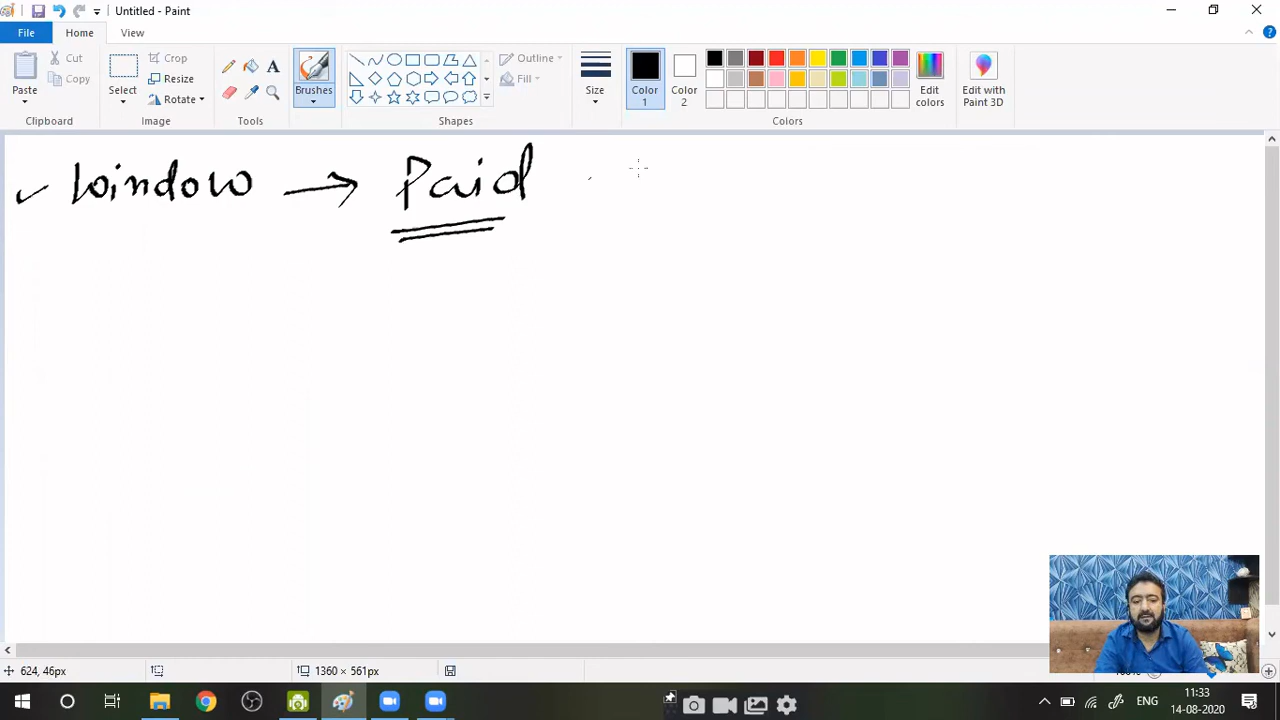 Untitled - Paint
File
Home
View
Paste
Cut
Copy
Clipboard
Select
Crop
Resize
Rotate
Image
Tools
Brushes
Outline
Fill
Shapes
Size
Color
1
Color
2
Edit
colors
Edit with
Paint 3D
Colors
Window → Paid
624, 46px
1360 × 561px
100%
ENG
11:33
14-08-2020